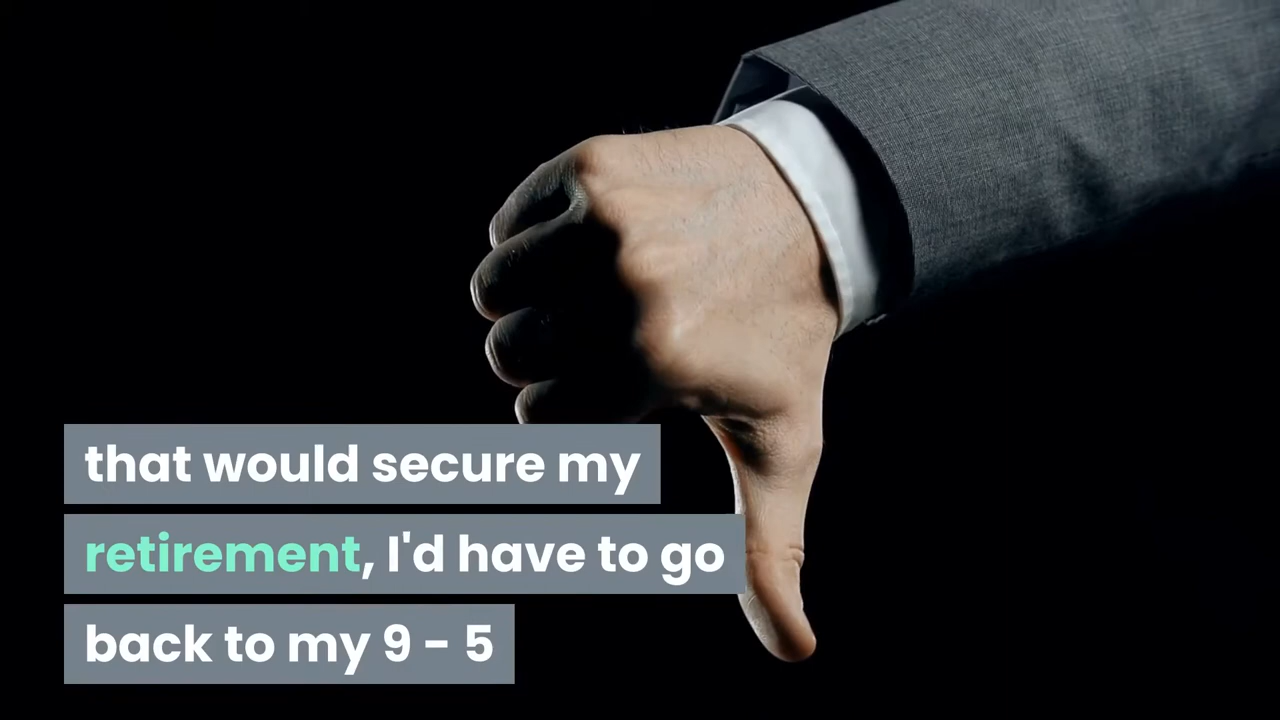 that would secure my
retirement, I'd have to go
back to my 9 - 5